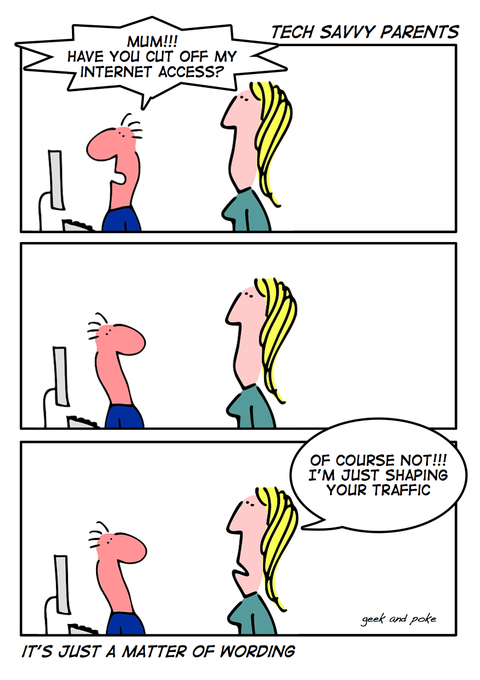 TECH SAVVY PARENTS
MUM!!!
HAVE YOU CUT OFF MY
INTERNET ACCESS?
OF COURSE NOT!!!
I'M JUST SHAPING
YOUR TRAFFIC
geek and poke
IT'S JUST A MATTER OF WORDING